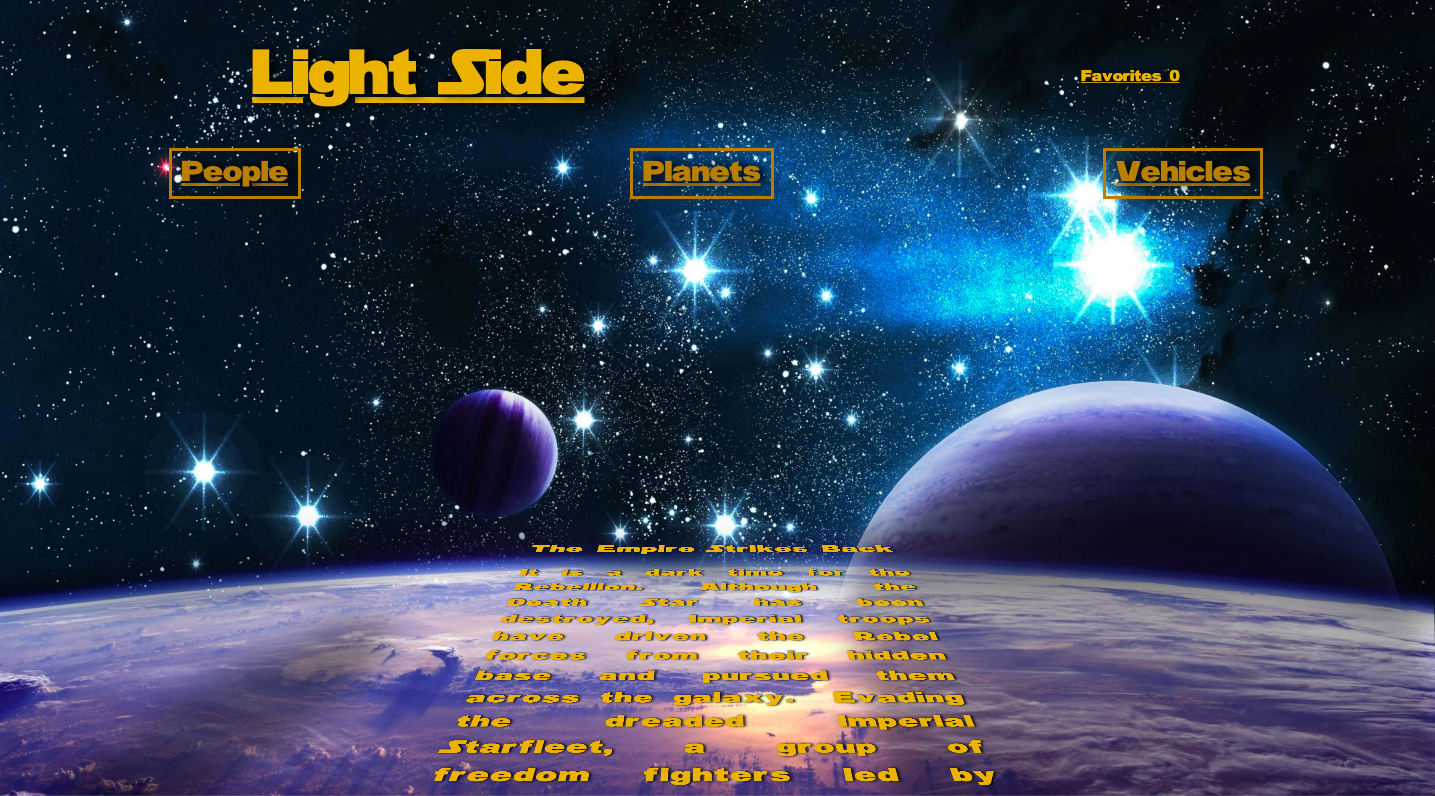 Light Side
Favorites 0
People
Planets
Vehicles
The Empire Strikes Back
It is a dark time for the
Rebellion. Although the
Death Star has been
destroyed, Imperial troops
have driven the Rebel
forces from their hidden
base and pursued them
across the galaxy. Evading
the dreaded Imperial
Starfleet, a group of
freedom fighters led by